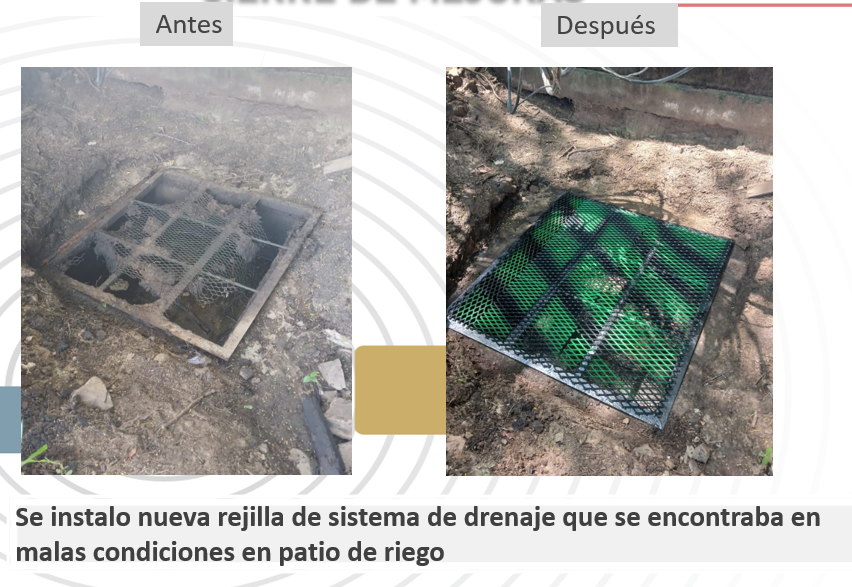 Antes
Después
Se instalo nueva rejilla de sistema de drenaje que se encontraba en
malas condiciones en patio de riego